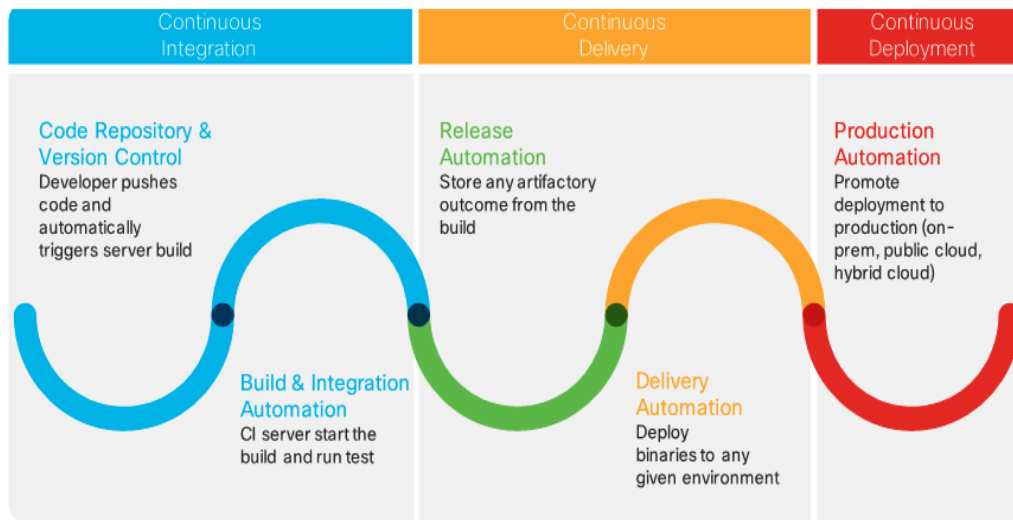 Continuous
Integration
Continuous
Delivery
Continuous
Deployment
Code Repository &
Version Control
Developer pushes
code and
automatically
triggers server build
Build & Integration
Automation
CI server start the
build and run test
Release
Automation
Store any artifactory
outcome from the
build
Delivery
Automation
Deploy
binaries to any
given environment
Production
Automation
Promote
deployment to
production (on-
prem, public cloud,
hybrid cloud)